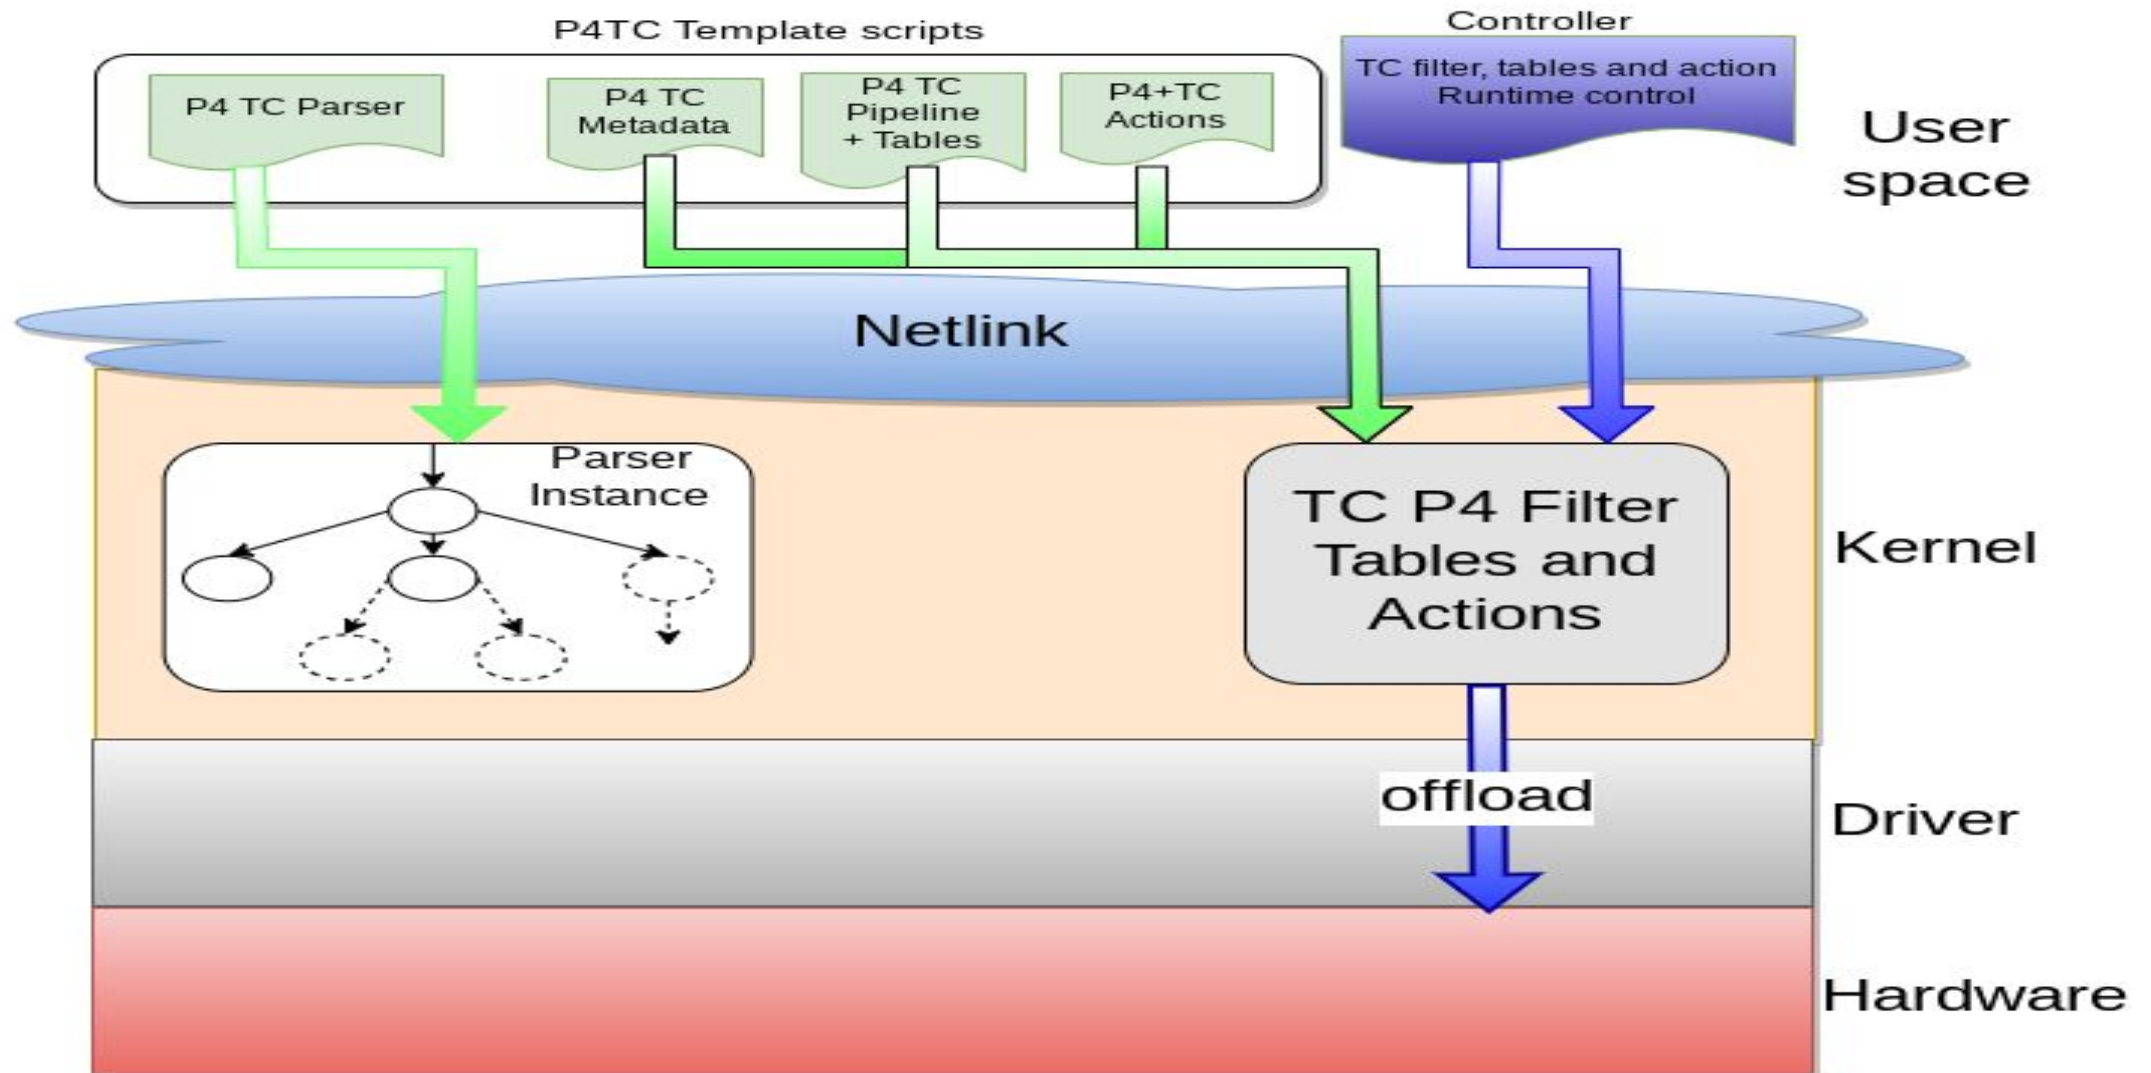 P4TC Template scripts
Controller
P4 TC Parser
P4 TC
Metadata
P4 TC
Pipeline
+ Tables
P4+TC
Actions
TC filter, tables and action
Runtime control
User
space
Netlink
Parser
Instance
TC P4 Filter
Tables and
Actions
Kernel
offload
Driver
Hardware